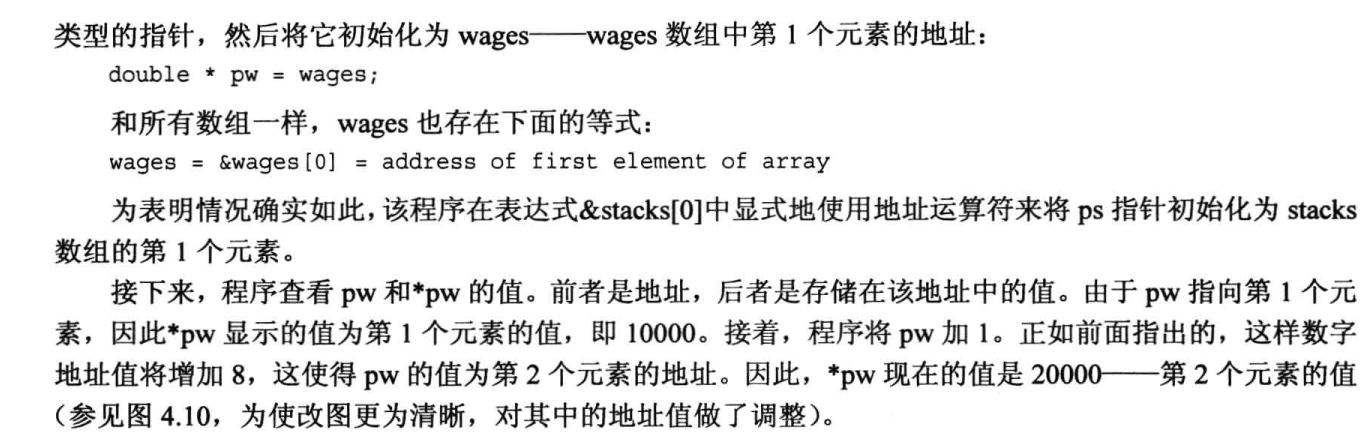 类型的指针，然后将它初始化为 wages——wages 数组中第 1 个元素的地址：
double * pw = wages;
和所有数组一样，wages 也存在下面的等式：
wages = &wages[0] = address of first element of array
为表明情况确实如此，该程序在表达式&stacks[0]中显式地使用地址运算符来将 ps 指针初始化为 stacks
数组的第 1 个元素。
接下来，程序查看 pw 和*pw 的值。前者是地址，后者是存储在该地址中的值。由于 pw 指向第 1 个元
素，因此*pw 显示的值为第 1 个元素的值，即 10000。接着，程序将 pw 加 1。正如前面指出的，这样数字
地址值将增加 8，这使得 pw 的值为第 2 个元素的地址。因此，*pw 现在的值是 20000——第 2 个元素的值
（参见图 4.10，为使改图更为清晰，对其中的地址值做了调整）。